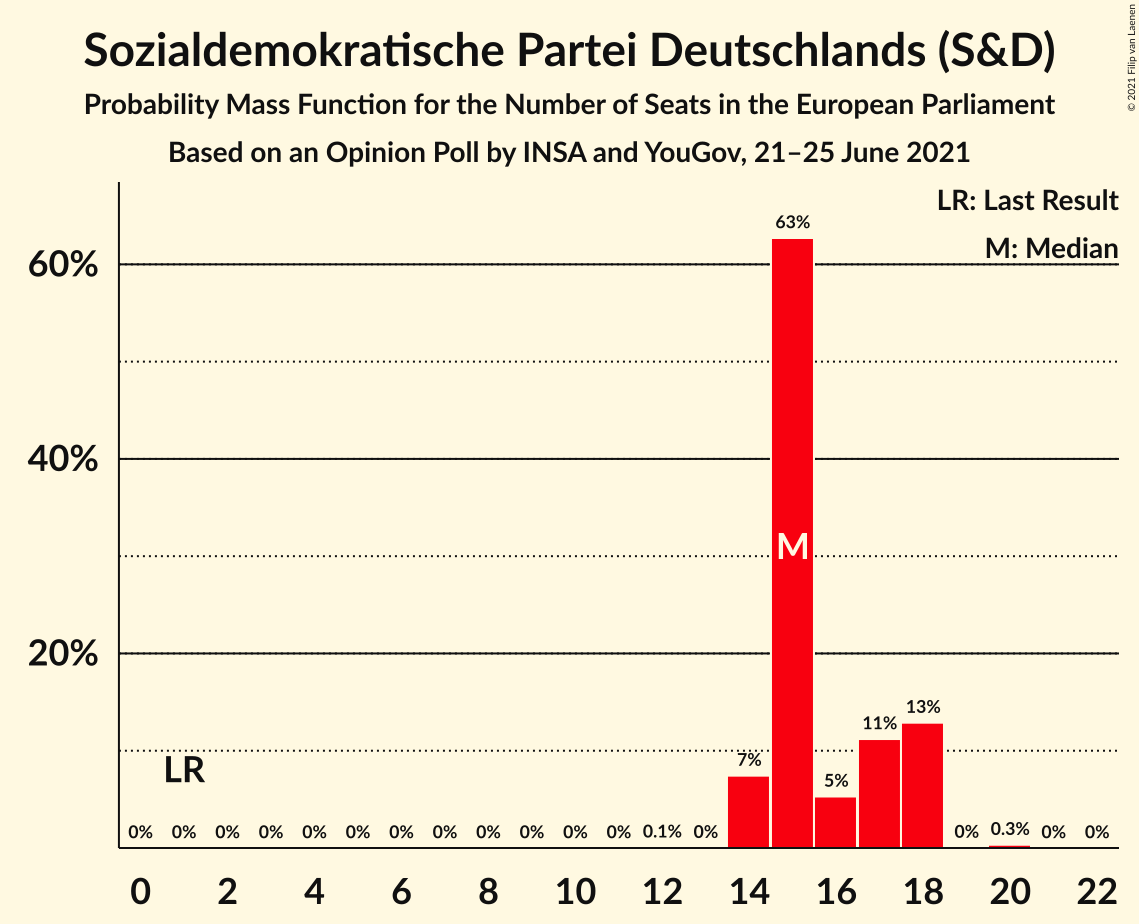 Sozialdemokratische Partei Deutschlands (S&D)
Probability Mass Function for the Number of Seats in the European Parliament
Based on an Opinion Poll by INSA and YouGov, 21–25 June 2021
© 2021 Filip van Laenen
LR: Last Result
M: Median
60%
40%
20%
63%
M
13%
11%
7%
5%
LR
0% 0% 0% 0% 0% 0% 0% 0% 0% 0% 0% 0% 0.1% 0% 0% 0.3% 0% 0%
0 2 4 6 8 10 12 14 16 18 20 22